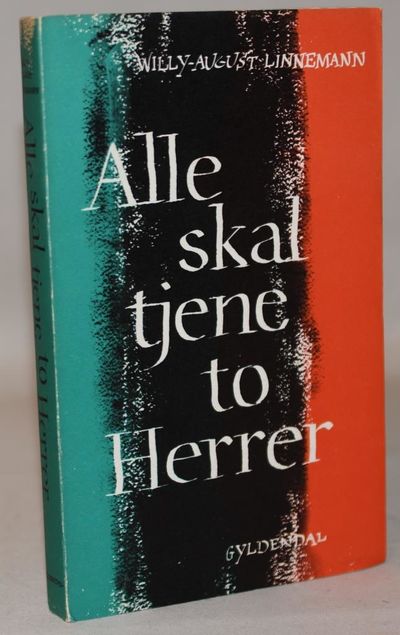 WILLY-AUGUST LINNEMANN
Alle
skal
tjene
to
Herrer
GYLDENDAL
Alle skal tjene to Herrer